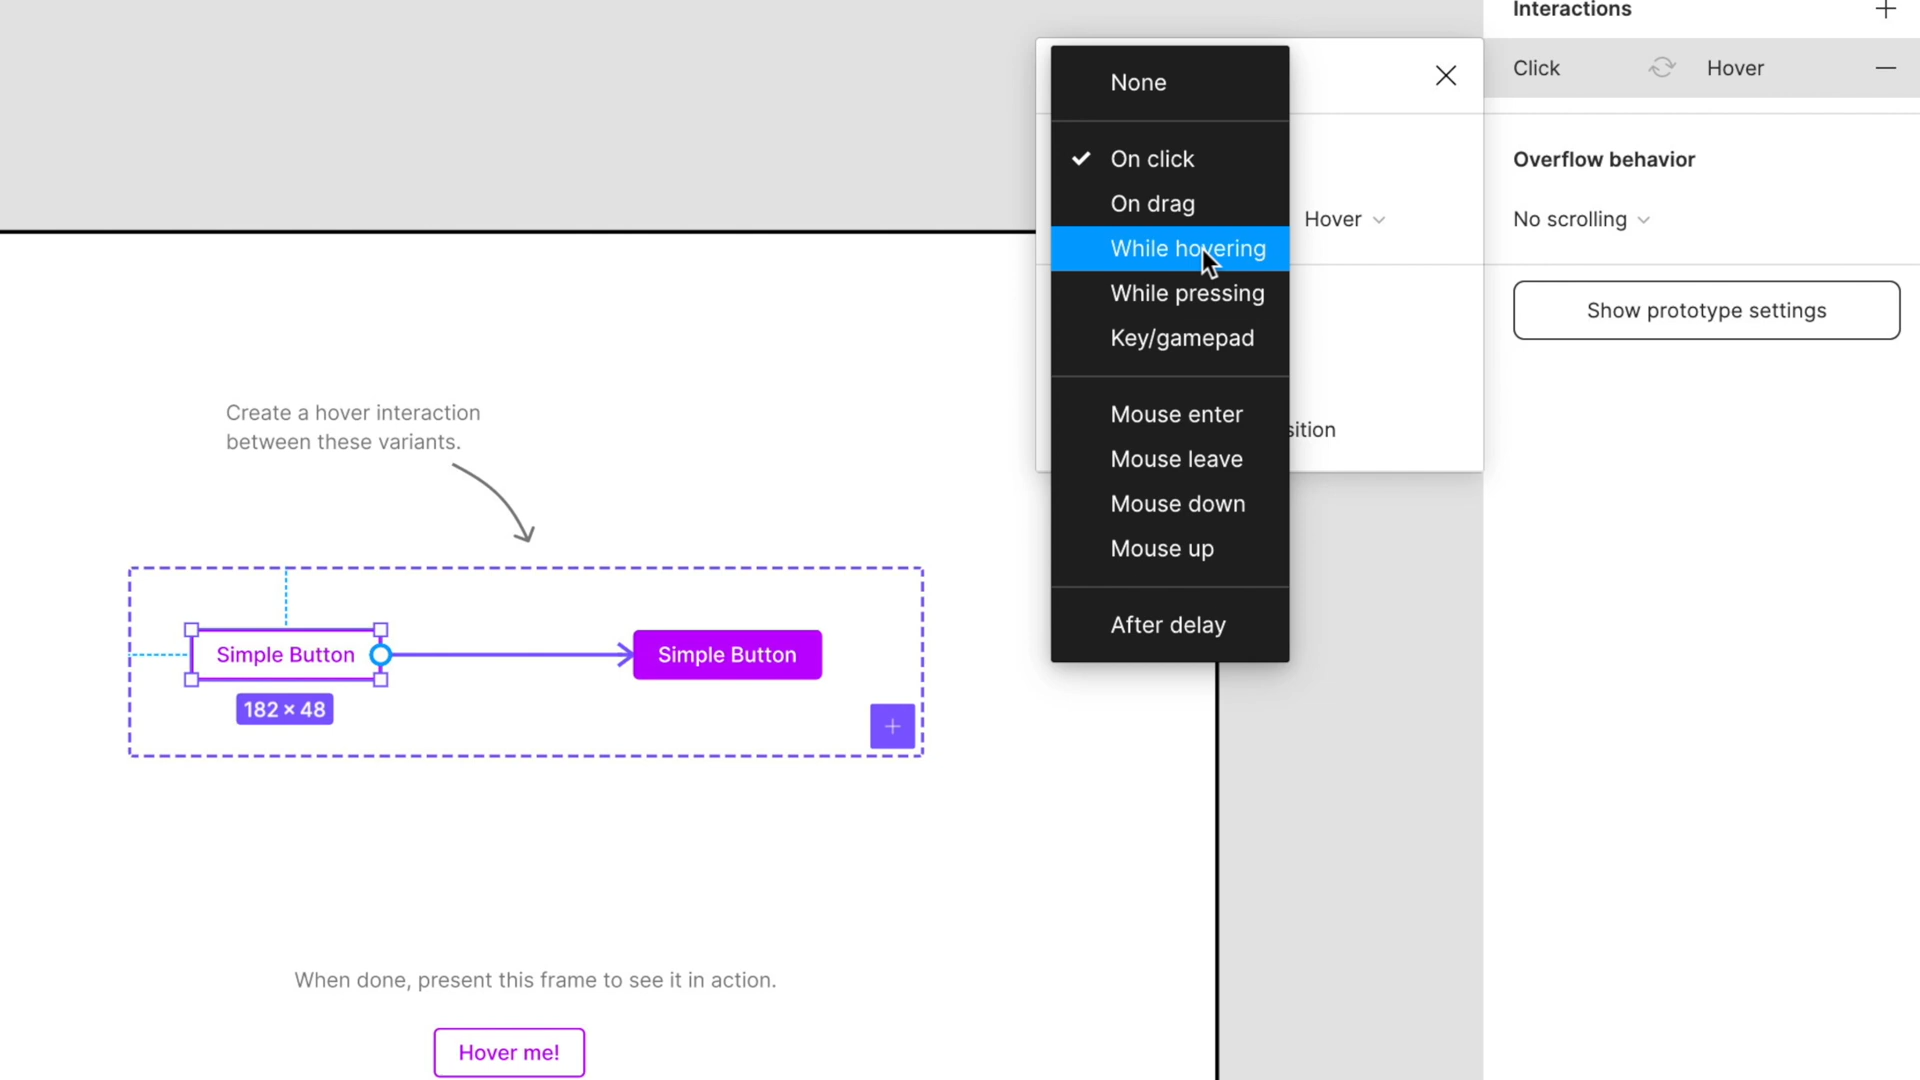 Interactions
Click
Hover
Overflow behavior
No scrolling
Show prototype settings
None
On click
On drag
While hovering
While pressing
Key/gamepad
Mouse enter
Mouse leave
Mouse down
Mouse up
After delay
Hover
sition
Create a hover interaction
between these variants.
Simple Button
Simple Button
182 × 48
When done, present this frame to see it in action.
Hover me!